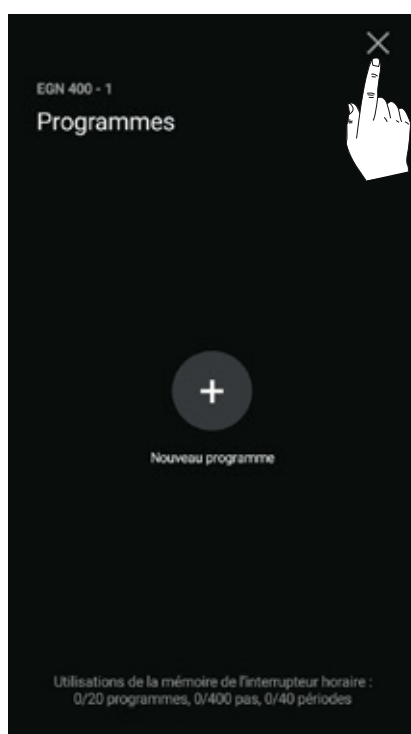 EGN 400 - 1
Programmes
Nouveau programme
Utilisations de la mémoire de l'interrupteur horaire :
0/20 programmes, 0/400 pas, 0/40 périodes